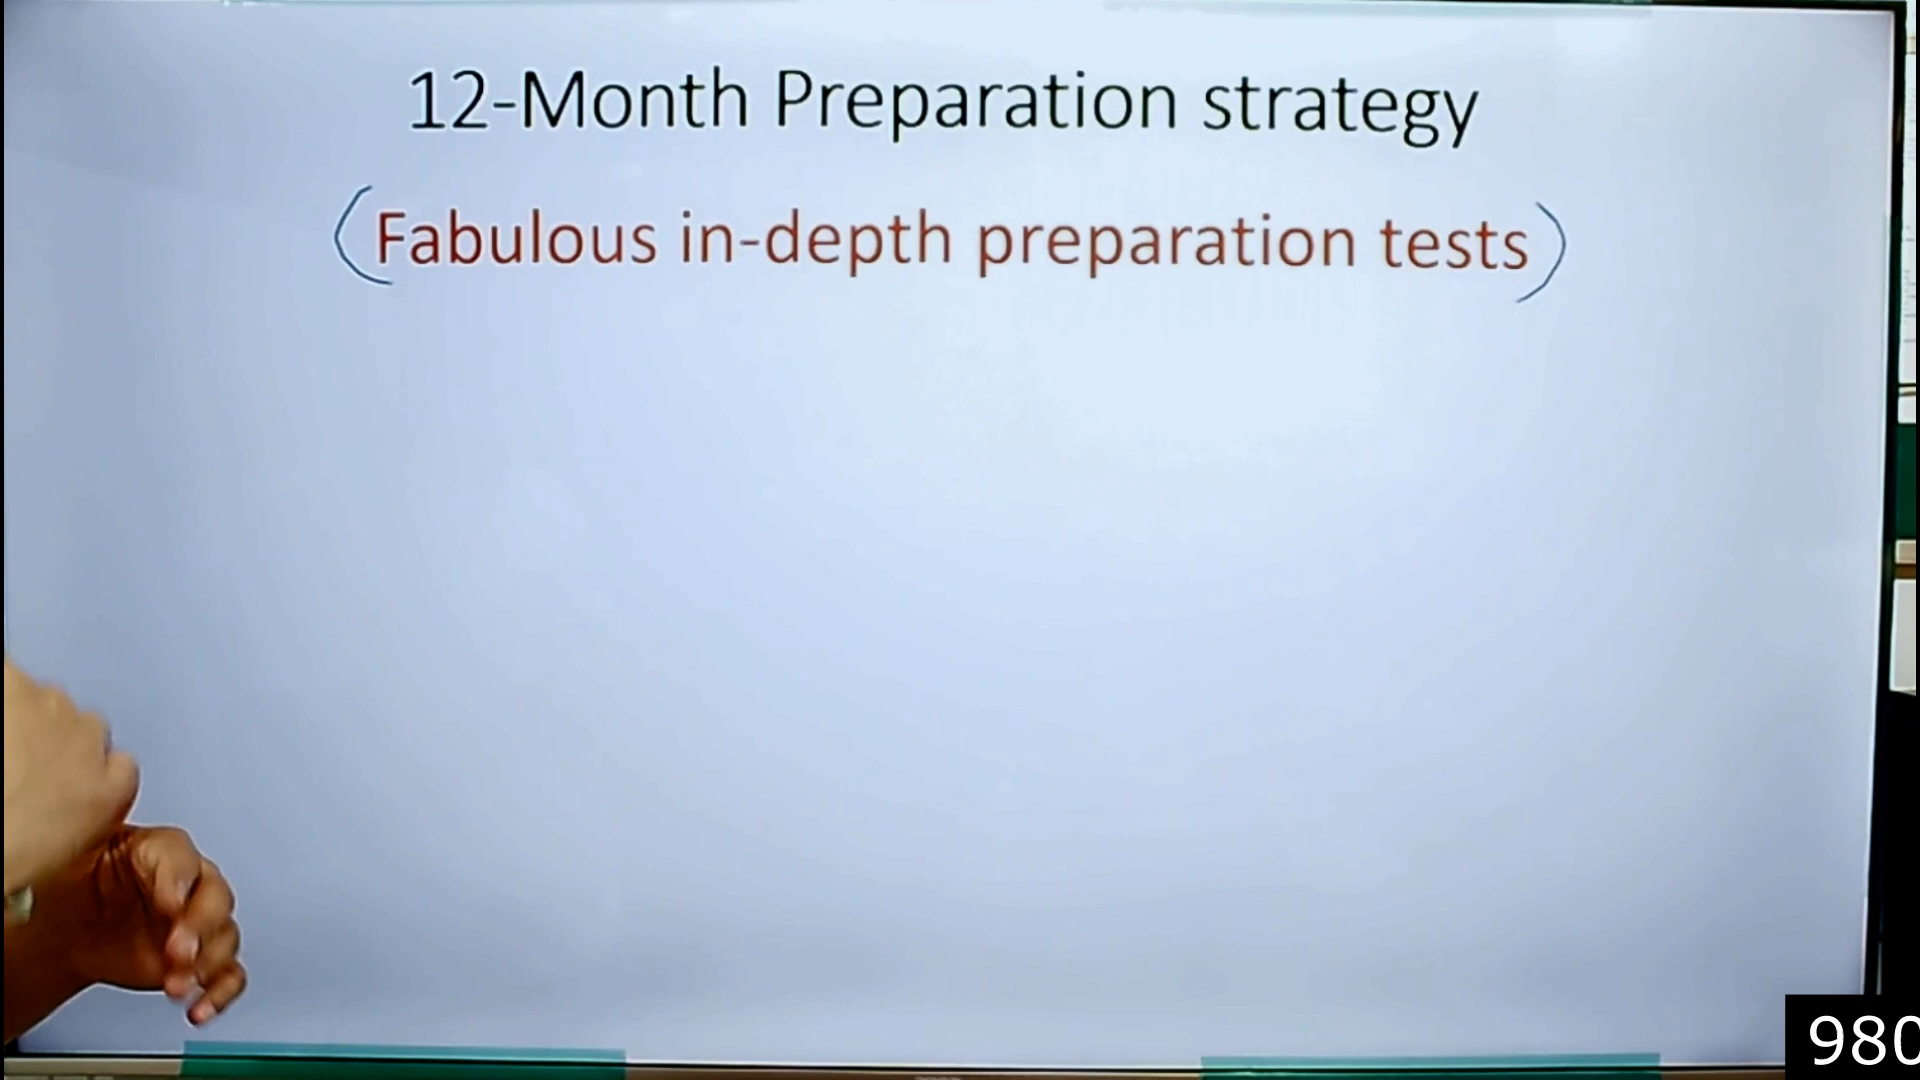 12-Month Preparation strategy
(Fabulous in-depth preparation tests)
980